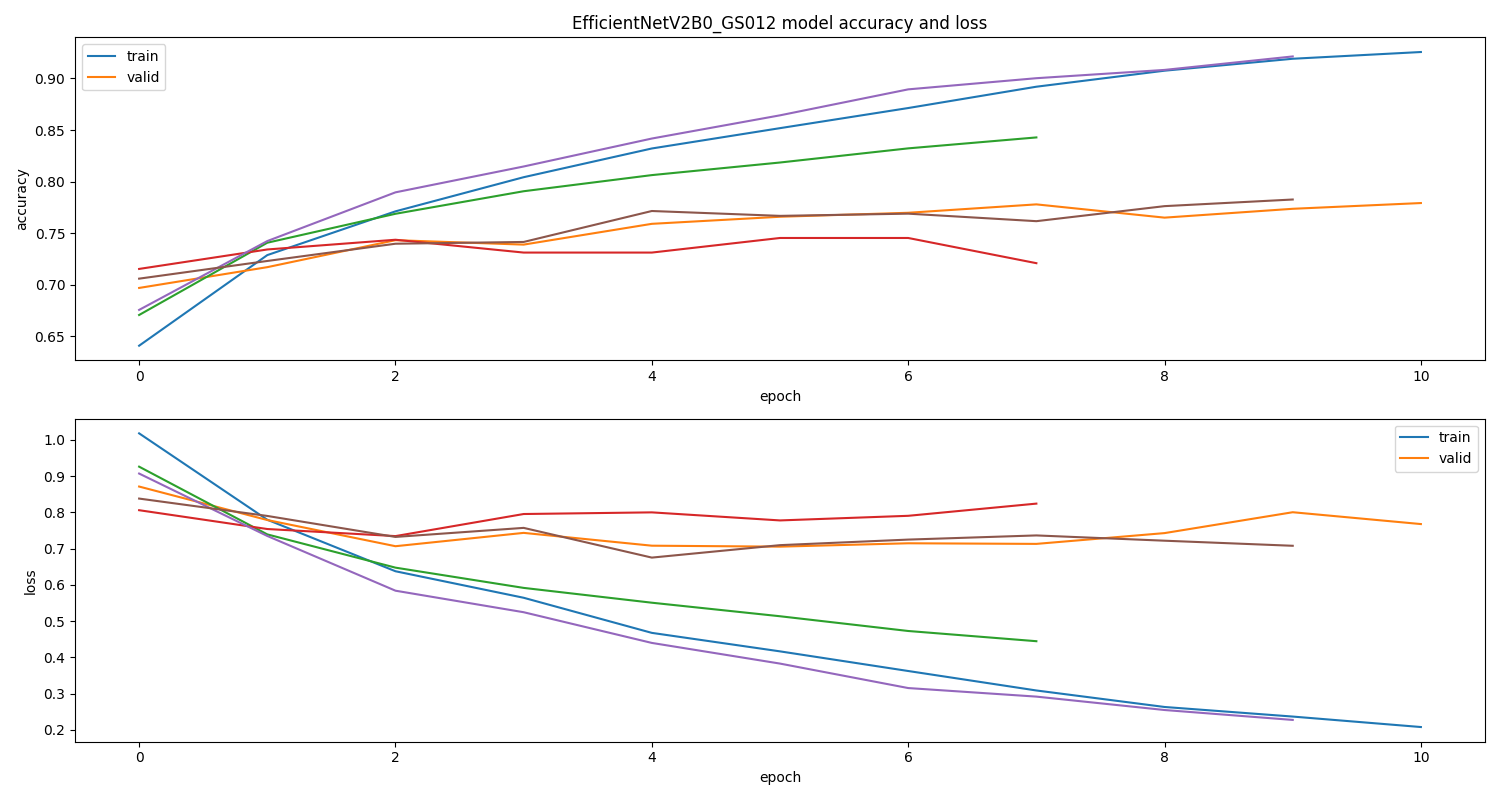 EfficientNetV2B0_GS012 model accuracy and loss
train
valid
0.90
0.85
0.80
0.75
0.70
0.65
accuracy
0 2 4 6 8 10
epoch
train
valid
1.0
0.9
0.8
0.7
0.6
0.5
0.4
0.3
0.2
loss
0 2 4 6 8 10
epoch